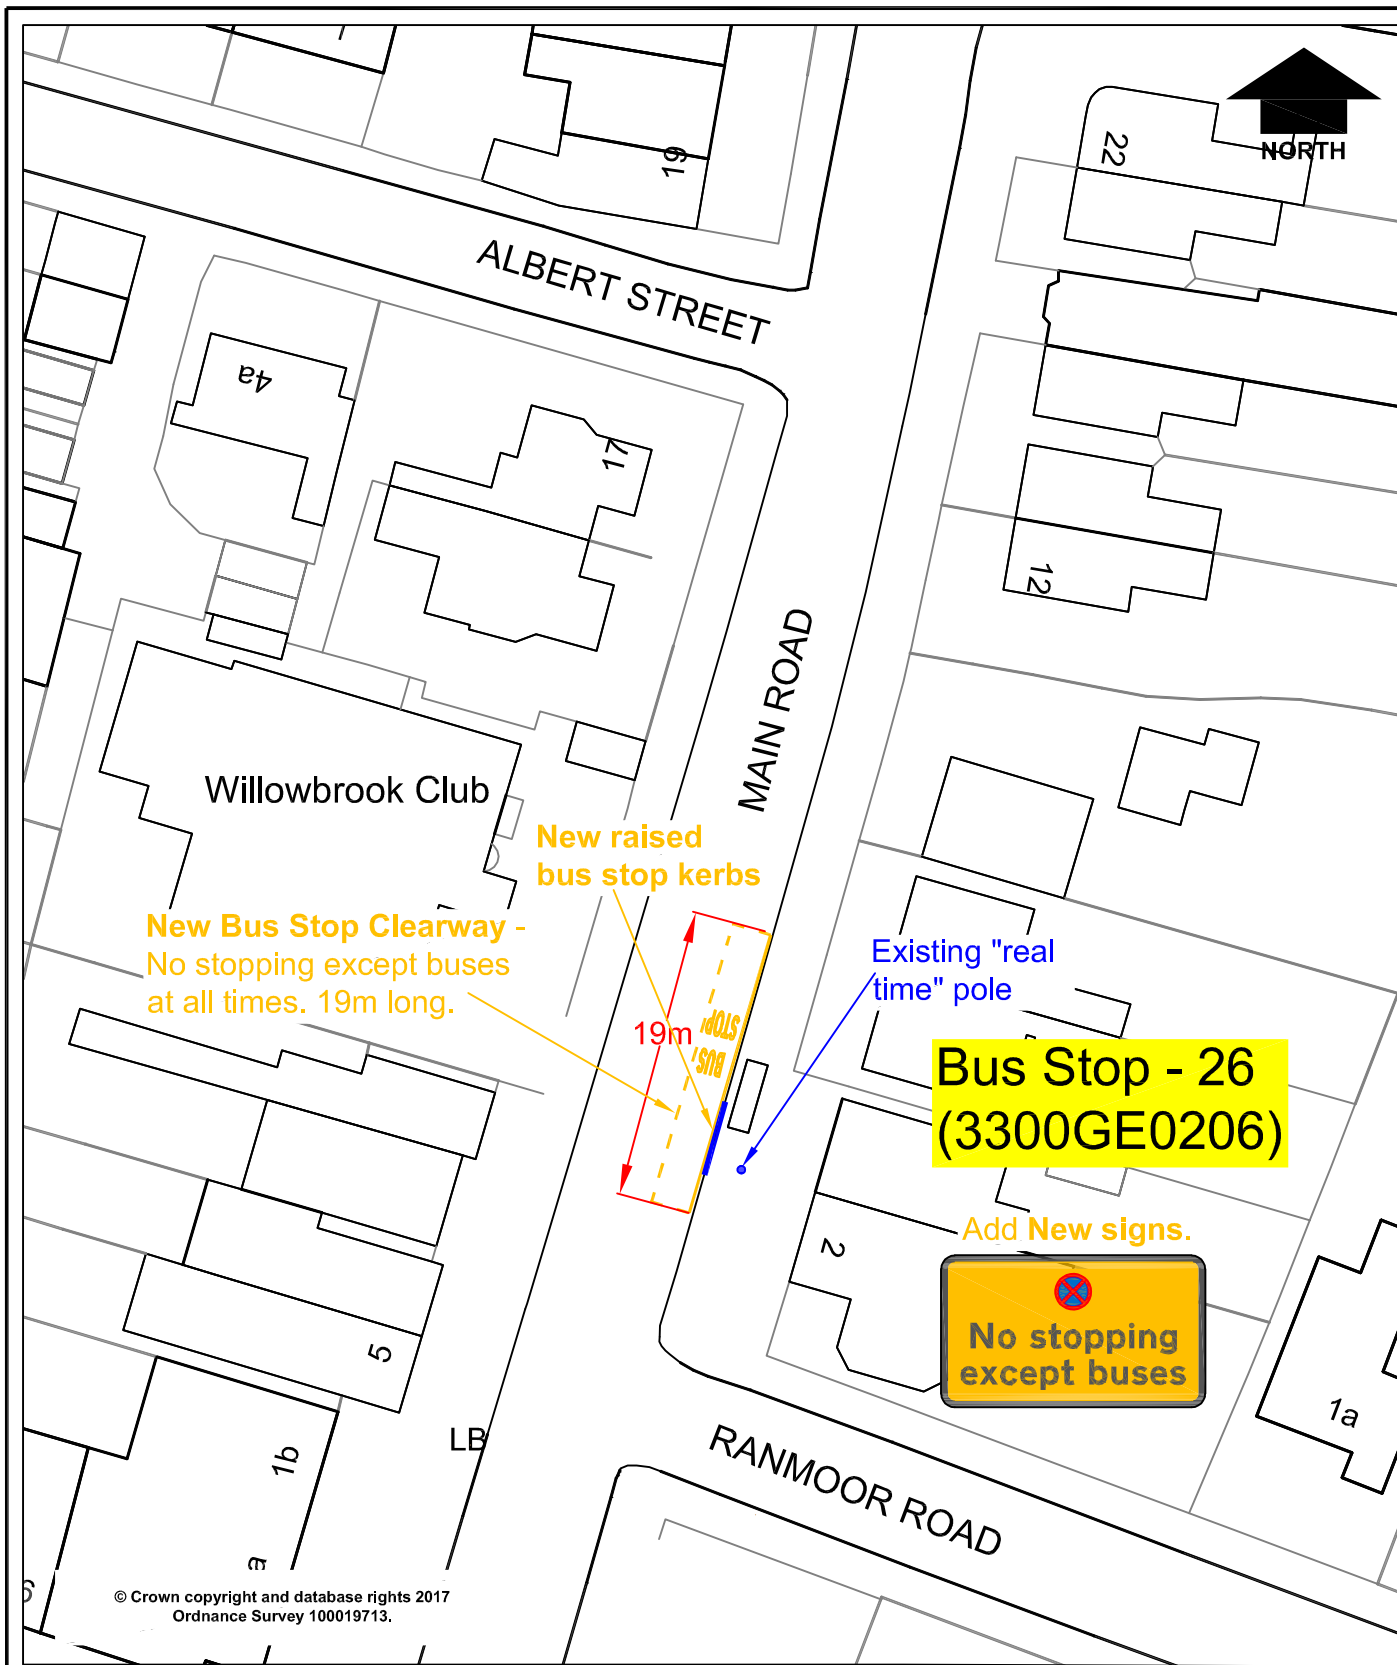 NORTH
19
22
ALBERT STREET
4a
17
12
MAIN ROAD
Willowbrook Club
New raised
bus stop kerbs
New Bus Stop Clearway -
No stopping except buses
at all times. 19m long.
Existing "real
time" pole
19m
BUS
STOP
Bus Stop - 26
(3300GE0206)
Add New signs.
2
No stopping
except buses
5
1a
LB
1b
RANMOOR ROAD
a
6
© Crown copyright and database rights 2017
Ordnance Survey 100019713.